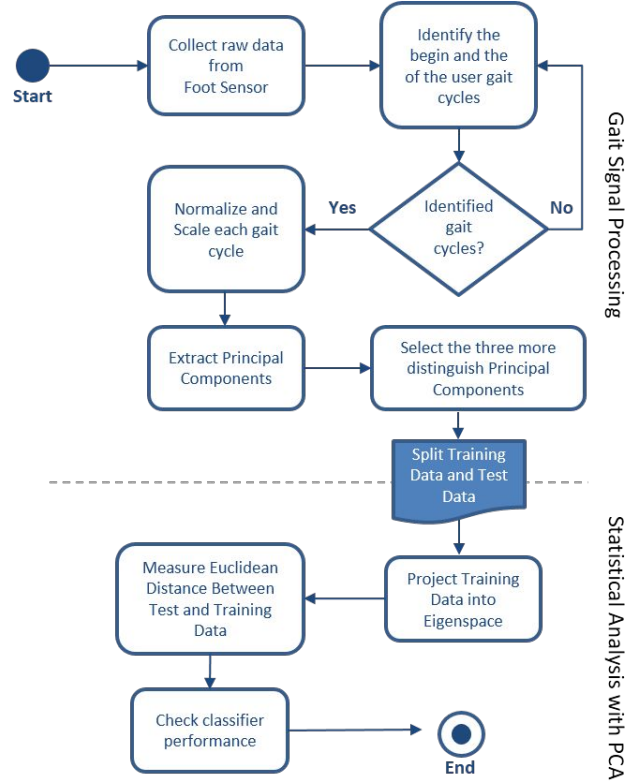 Start
Collect raw data
from
Foot Sensor
Identify the
begin and the
of the user gait
cycles
Gait Signal Processing
Normalize and
Scale each gait
cycle
Yes
Identified
gait
cycles?
No
Extract Principal
Components
Select the three more
distinguish Principal
Components
Split Training
Data and Test
Data
Statistical Analysis with PCA
Measure Euclidean
Distance Between
Test and Training
Data
Project Training
Data into
Eigenspace
Check classifier
performance
End